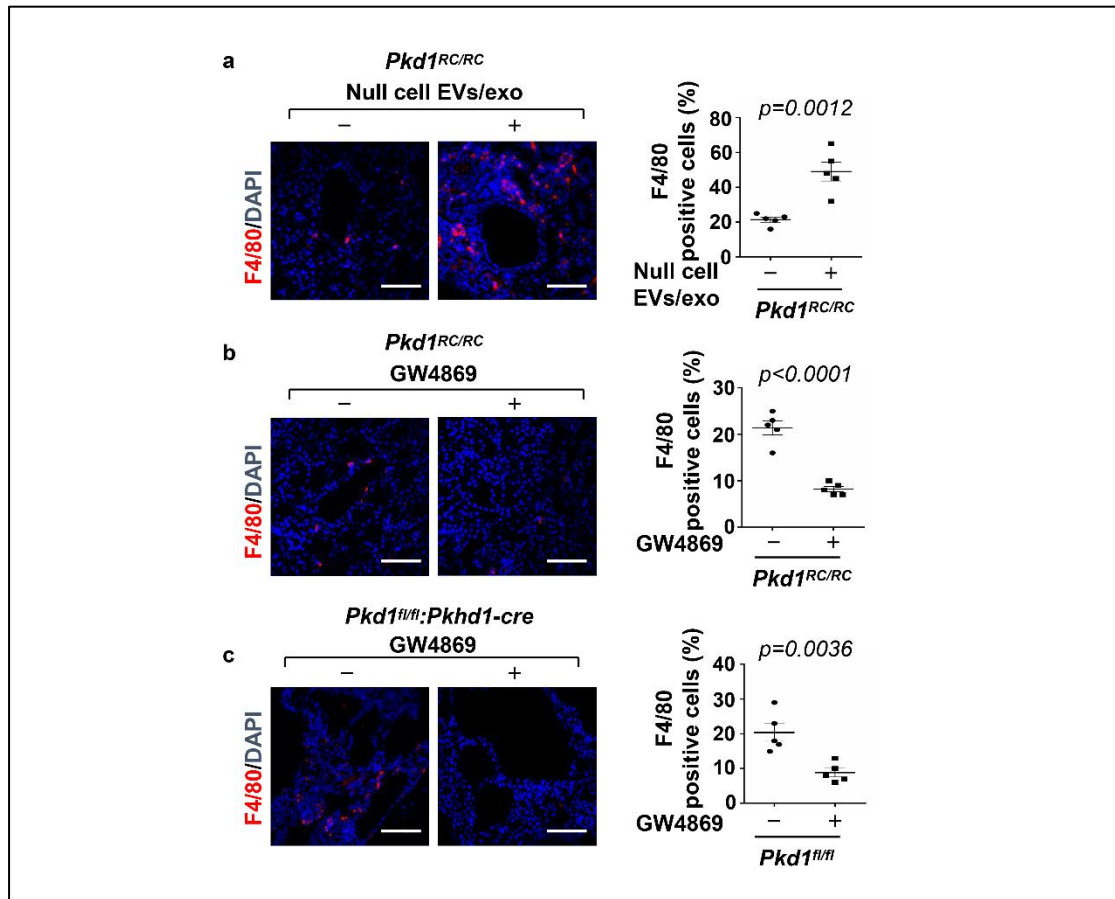 a
Pkd1RC/RC
Null cell EVs/exo
− +
F4/80/DAPI
p=0.0012
F4/80
positive cells (%)
80
60
40
20
0
Null cell
EVs/exo
− +
Pkd1RC/RC
b
Pkd1RC/RC
GW4869
− +
F4/80/DAPI
p<0.0001
F4/80
positive cells (%)
30
20
10
0
GW4869
− +
Pkd1RC/RC
c
Pkd1fl/fl:Pkhd1-cre
GW4869
− +
F4/80/DAPI
p=0.0036
F4/80
positive cells (%)
40
30
20
10
0
GW4869
− +
Pkd1fl/fl